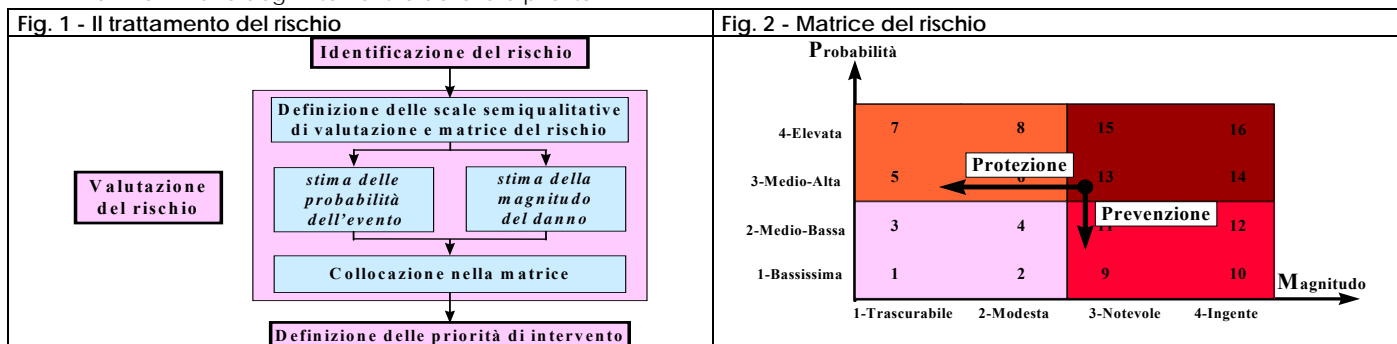 Fig. 1 - Il trattamento del rischio
Identificazione del rischio
Definizione delle scale semiqualitative
di valutazione e matrice del rischio
Valutazione
del rischio
stima delle
probabilità
dell'evento
stima della
magnitudo
del danno
Collocazione nella matrice
Definizione delle priorità di intervento
Fig. 2 - Matrice del rischio
Probabilità
4-Elevata 7 8 15 16
Protezione
3-Medio-Alta 5 13 14
Prevenzione
2-Medio-Bassa 3 4 11 12
1-Bassissima 1 2 9 10
Magnitudo
1-Trascurabile 2-Modesta 3-Notevole 4-Ingente